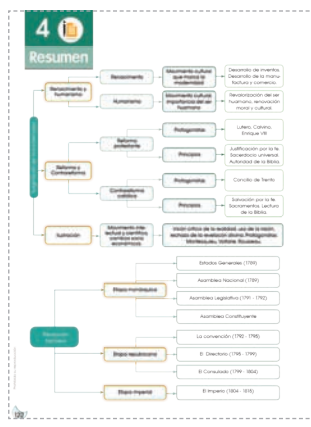 4
Resumen
Renacimiento y
humanismo
Renacimiento
Movimiento cultural
que marca la
modernidad
Desarrollo de inventos.
Desarrollo de la manu-
factura y comercio
Humanismo
Movimiento cultural,
importancia del ser
humano
Revalorización del ser
huamano, renovación
moral y cultural
Reforma y
Contrarreforma
Reforma
protestante
Protagonistas
Lutero, Calvino,
Enrique VIII
Principios
Justificación por la fe.
Sacerdocio universal.
Autoridad de la Biblia.
Contrarreforma
católica
Protagonistas
Concilio de Trento
Principios
Salvación por la fe.
Sacramentos, Lectura
de la Biblia.
Ilustración
Movimiento inte-
lectual y científico,
cambios socio
económicos.
Visión crítica de la realidad, uso de la razón,
rechazo de la revelación divina. Protagonistas:
Montesquieu, Voltaire, Rousseau.
Etapa monárquica
Estados Generales (1789)
Asamblea Nacional (1789)
Asamblea Legislativa (1791 - 1792)
Asamblea Constituyente
Revolución
francesa
Etapa republicana
La convención (1792 - 1795)
El Directorio (1795 - 1799)
El Consulado (1799 - 1804)
Etapa imperial
El Imperio (1804 - 1815)
122